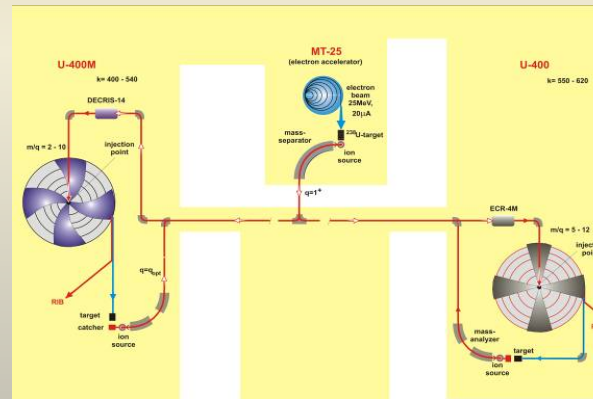 U-400M
k= 400 - 540
DECRIS-14
m/q = 2 - 10
injection
point
RIB
target
catcher
ion
source
q=qopt
MT-25
(electron accelerator)
electron
beam
25MeV,
20μA
238U-target
mass-
separator
ion
source
q=1+
U-400
k= 550 - 620
ECR-4M
m/q = 5 - 12
mass-
analyzer
target
ion
source